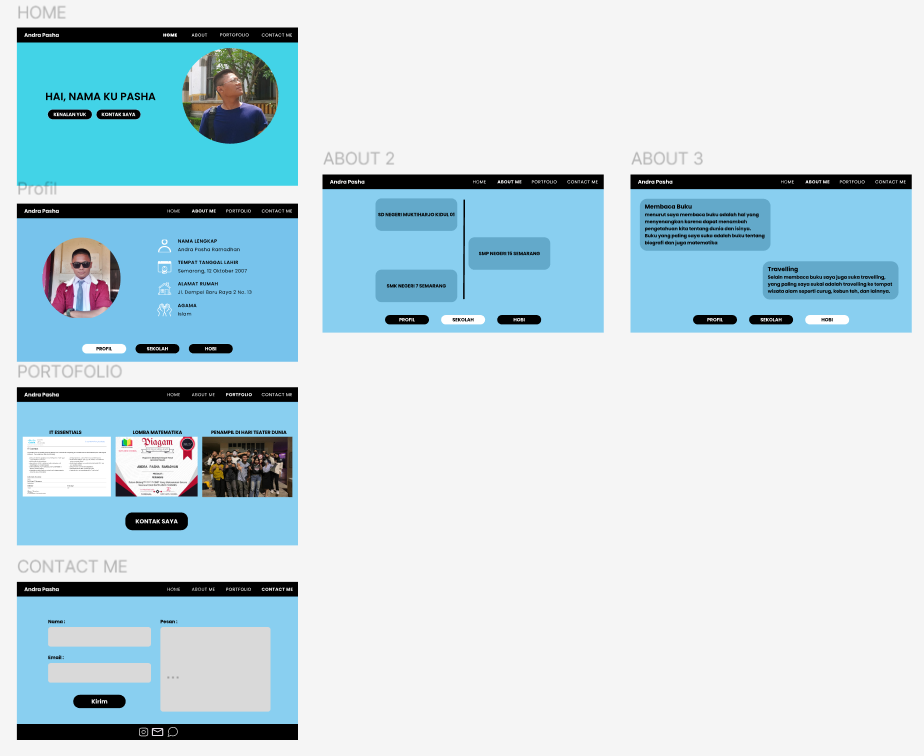 HOME
Andra Pasha
HOME ABOUT PORTOFOLIO CONTACT ME
HAI, NAMA KU PASHA
KENALAN YUK KONTAK SAYA
Profil
Andra Pasha
HOME ABOUT ME PORTFOLIO CONTACT ME
NAMA LENGKAP
Andra Pasha Ramadhan
TEMPAT TANGGAL LAHIR
Semarang, 12 Oktober 2007
ALAMAT RUMAH
Jl. Dempel Baru Raya 2 No. 13
AGAMA
Islam
PROFIL SEKOLAH HOBI
ABOUT 2
Andra Pasha
HOME ABOUT ME PORTFOLIO CONTACT ME
SD NEGERI MUKTIHARJO KIDUL 01
SMP NEGERI 15 SEMARANG
SMK NEGERI 7 SEMARANG
PROFIL SEKOLAH HOBI
ABOUT 3
Andra Pasha
HOME ABOUT ME PORTFOLIO CONTACT ME
Membaca Buku
menurut saya membaca buku adalah hal yang
menyenangkan karena dapat menambah
pengetahuan kita tentang dunia dan isinya.
Buku yang paling saya suka adalah buku tentang
biografi dan juga matematika
Travelling
Selain membaca buku saya juga suka travelling,
yang paling saya sukai adalah travelling ke tempat
wisata alam seperti curug, kebun teh, dan lainnya.
PROFIL SEKOLAH HOBI
PORTOFOLIO
Andra Pasha
HOME ABOUT ME PORTFOLIO CONTACT ME
IT ESSENTIALS
LOMBA MATEMATIKA
PENAMPIL DI HARI TEATER DUNIA
Piagam
ANDRA PASHA RAMADHAN
KONTAK SAYA
CONTACT ME
Andra Pasha
HOME ABOUT ME PORTFOLIO CONTACT ME
Nama :
Email :
Pesan :
...
Kirim